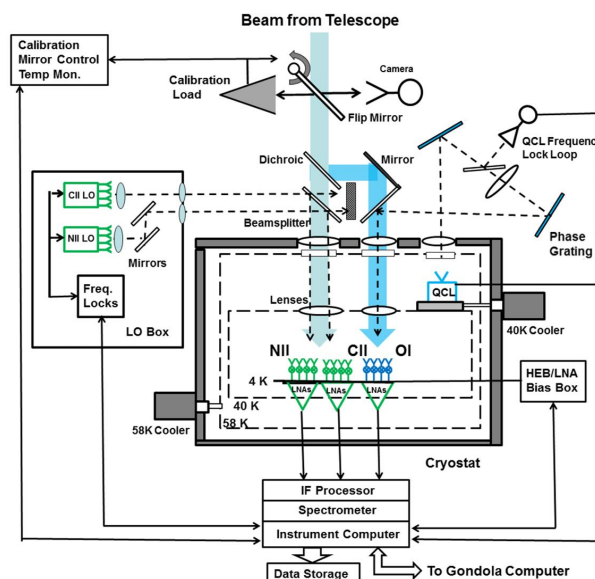 Beam from Telescope
Calibration
Mirror Control
Temp Mon.
Calibration
Load
Camera
Flip Mirror
QCL Frequency
Lock Loop
Dichroic
Mirror
CII LO
NII LO
Beamsplitter
Phase
Grating
Mirrors
Freq.
Locks
LO Box
Lenses
QCL
40K Cooler
NII
CII
OI
4 K
LNAs
LNAs
LNAs
HEB/LNA
Bias Box
40 K
58 K
58K Cooler
Cryostat
IF Processor
Spectrometer
Instrument Computer
Data Storage
To Gondola Computer